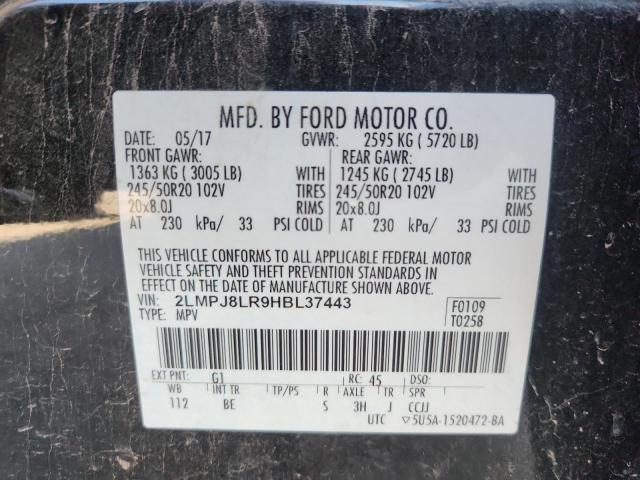 MFD. BY FORD MOTOR CO.
DATE: 05/17 GVWR: 2595 KG ( 5720 LB)
FRONT GAWR: REAR GAWR:
1363 KG ( 3005 LB) WITH 1245 KG ( 2745 LB) WITH
245/50R20 102V TIRES 245/50R20 102V TIRES
20x8.0J RIMS 20x8.0J RIMS
AT 230 kPa/ 33 PSI COLD AT 230 kPa/ 33 PSI COLD
THIS VEHICLE CONFORMS TO ALL APPLICABLE FEDERAL MOTOR
VEHICLE SAFETY AND THEFT PREVENTION STANDARDS IN
EFFECT ON THE DATE OF MANUFACTURE SHOWN ABOVE.
VIN: 2LMPJ8LR9HBL37443 F0109
TYPE: MPV T0258
EXT PNT: G1 RC: 45 DSO:
WB INT TR TP/PS R AXLE TR SPR
112 BE S 3H J CCJJ
UTC ▽5U5A-1520472-BA